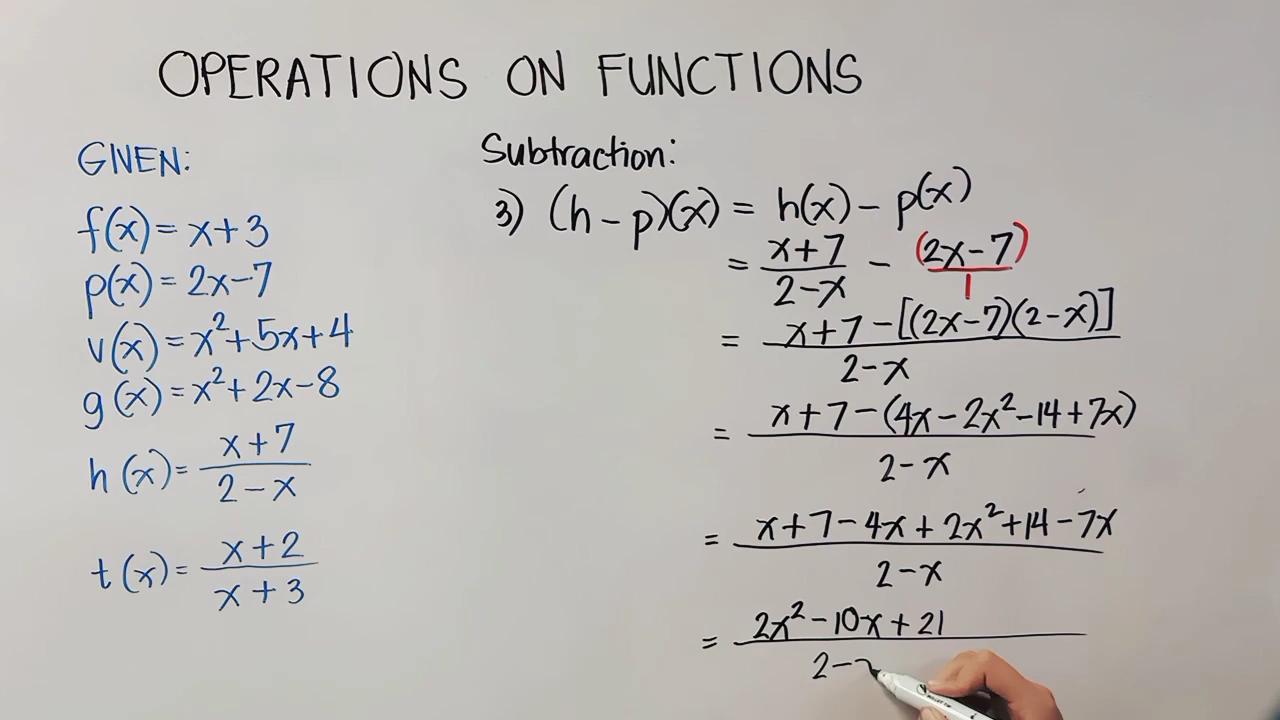 OPERATIONS ON FUNCTIONS
GIVEN:
f(x) = x+3
p(x) = 2x-7
v(x) = x²+5x+4
g(x) = x²+2x-8
h(x) = x+7
2-x
t(x) = x+2
x+3
Subtraction:
3) (h-p)(x) = h(x) - p(x)
= x+7 - (2x-7)
2-x 1
= x+7-[(2x-7)(2-x)]
2-x
= x+7-(4x-2x²-14+7x)
2-x
= x+7-4x+2x²+14-7x
2-x
= 2x²-10x+21
2-